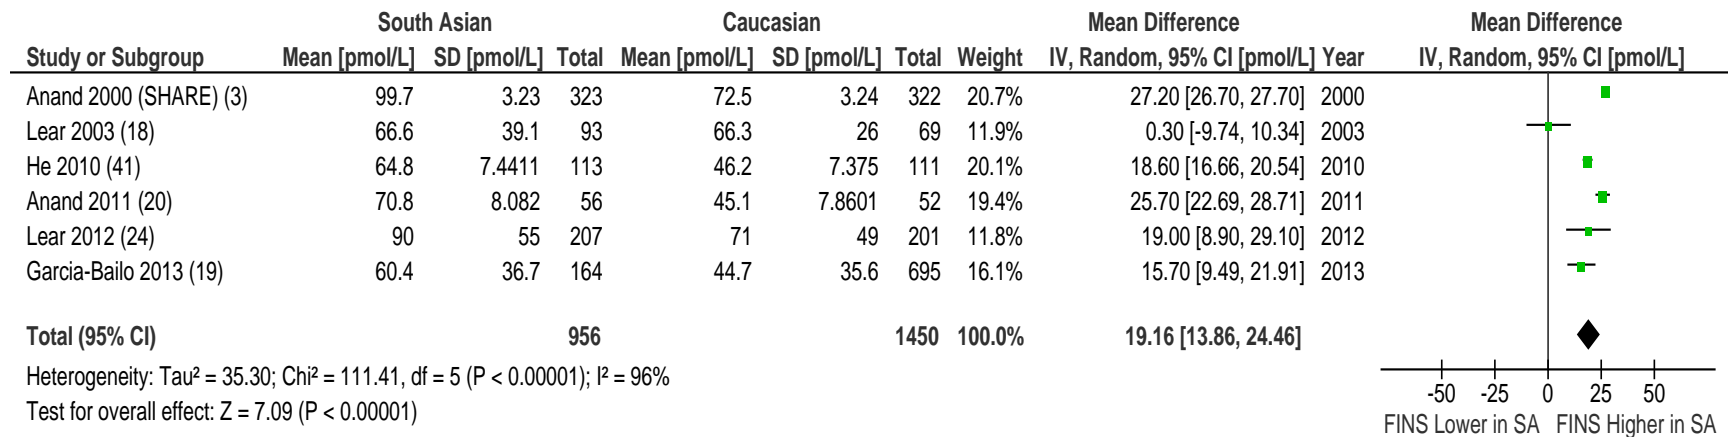 South Asian Caucasian Mean Difference Mean Difference
Study or Subgroup Mean [pmol/L] SD [pmol/L] Total Mean [pmol/L] SD [pmol/L] Total Weight IV, Random, 95% CI [pmol/L] Year IV, Random, 95% CI [pmol/L]
Anand 2000 (SHARE) (3) 99.7 3.23 323 72.5 3.24 322 20.7% 27.20 [26.70, 27.70] 2000
Lear 2003 (18) 66.6 39.1 93 66.3 26 69 11.9% 0.30 [-9.74, 10.34] 2003
He 2010 (41) 64.8 7.4411 113 46.2 7.375 111 20.1% 18.60 [16.66, 20.54] 2010
Anand 2011 (20) 70.8 8.082 56 45.1 7.8601 52 19.4% 25.70 [22.69, 28.71] 2011
Lear 2012 (24) 90 55 207 71 49 201 11.8% 19.00 [8.90, 29.10] 2012
Garcia-Bailo 2013 (19) 60.4 36.7 164 44.7 35.6 695 16.1% 15.70 [9.49, 21.91] 2013
Total (95% CI) 956 1450 100.0% 19.16 [13.86, 24.46]
Heterogeneity: Tau² = 35.30; Chi² = 111.41, df = 5 (P < 0.00001); I² = 96%
Test for overall effect: Z = 7.09 (P < 0.00001)
-50 -25 0 25 50
FINS Lower in SA FINS Higher in SA